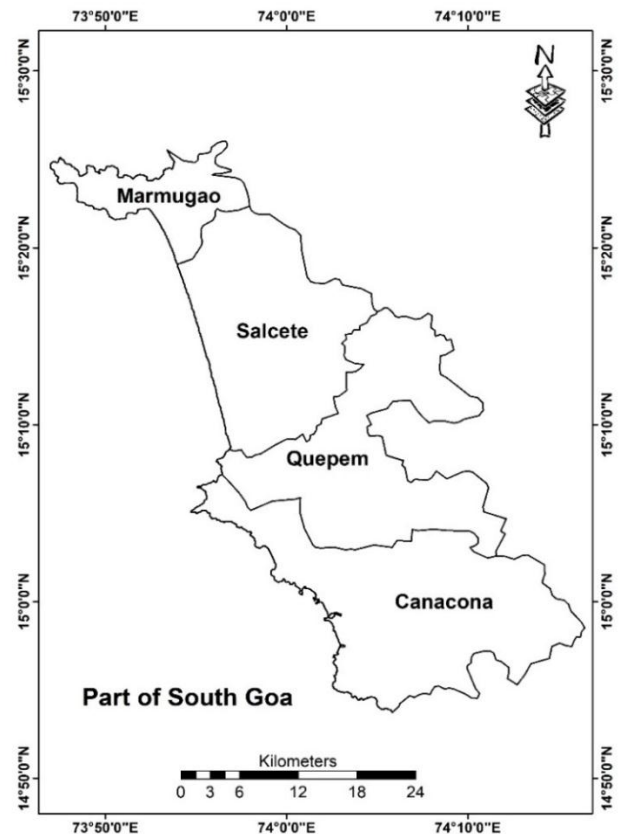 73°50'0"E 74°0'0"E 74°10'0"E
N
15°30'0"N 15°30'0"N
Marmugao
15°20'0"N 15°20'0"N
Salcete
15°10'0"N 15°10'0"N
Quepem
15°0'0"N 15°0'0"N
Canacona
Part of South Goa
Kilometers
14°50'0"N 14°50'0"N
0 3 6 12 18 24
73°50'0"E 74°0'0"E 74°10'0"E